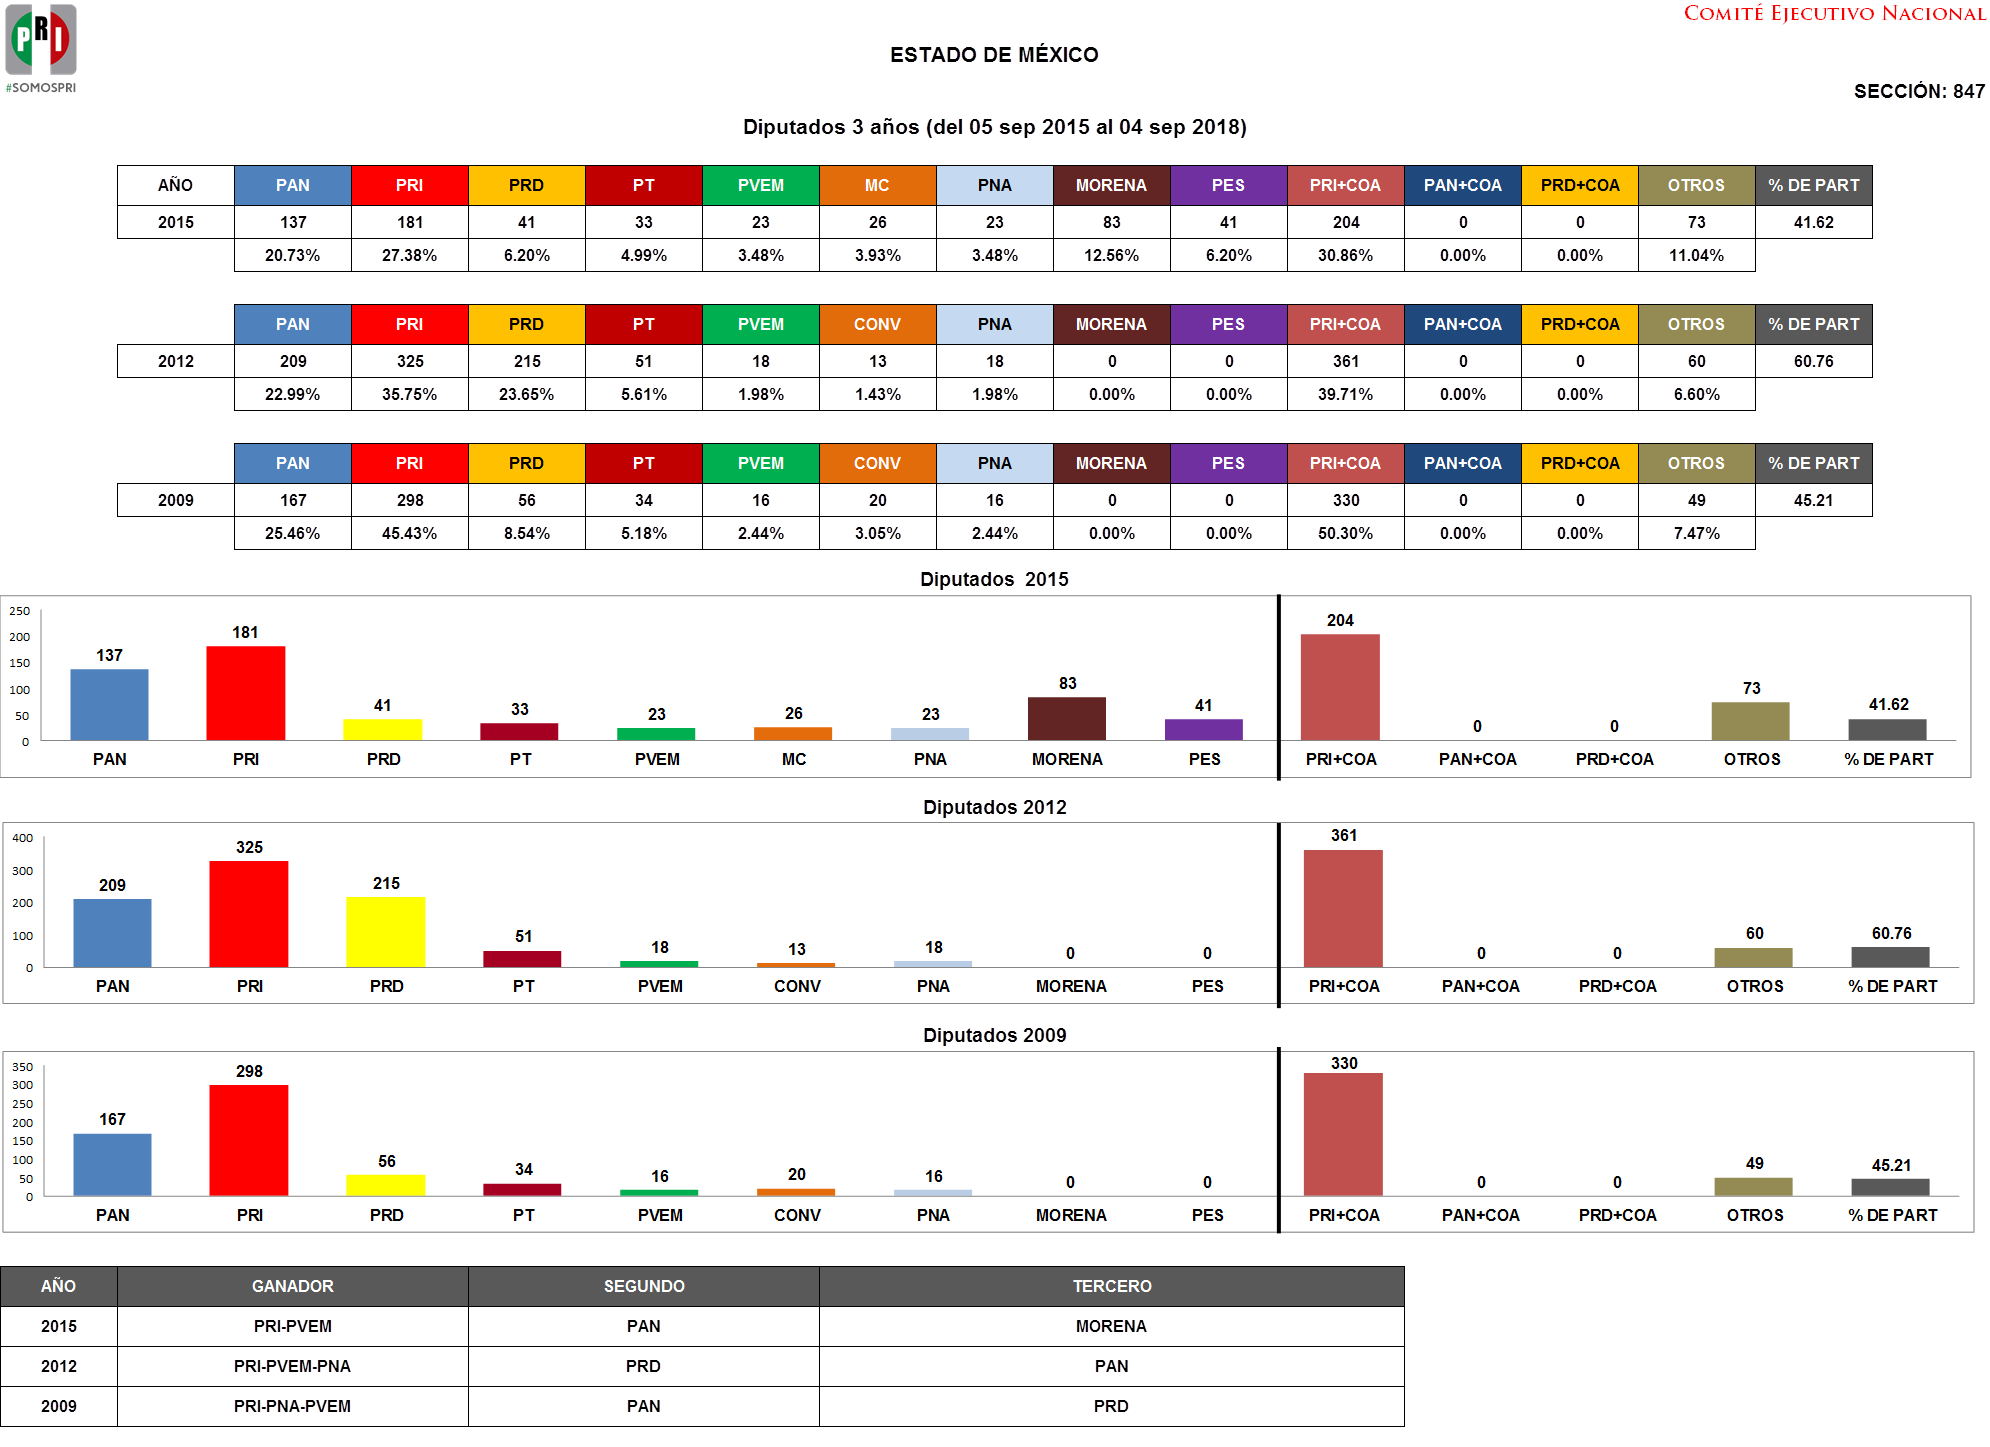 PRI
#SOMOSPRI
COMITÉ EJECUTIVO NACIONAL
ESTADO DE MÉXICO
SECCIÓN: 847
Diputados 3 años (del 05 sep 2015 al 04 sep 2018)
AÑO PAN PRI PRD PT PVEM MC PNA MORENA PES PRI+COA PAN+COA PRD+COA OTROS % DE PART
2015 137 181 41 33 23 26 23 83 41 204 0 0 73 41.62
20.73% 27.38% 6.20% 4.99% 3.48% 3.93% 3.48% 12.56% 6.20% 30.86% 0.00% 0.00% 11.04%
PAN PRI PRD PT PVEM CONV PNA MORENA PES PRI+COA PAN+COA PRD+COA OTROS % DE PART
2012 209 325 215 51 18 13 18 0 0 361 0 0 60 60.76
22.99% 35.75% 23.65% 5.61% 1.98% 1.43% 1.98% 0.00% 0.00% 39.71% 0.00% 0.00% 6.60%
PAN PRI PRD PT PVEM CONV PNA MORENA PES PRI+COA PAN+COA PRD+COA OTROS % DE PART
2009 167 298 56 34 16 20 16 0 0 330 0 0 49 45.21
25.46% 45.43% 8.54% 5.18% 2.44% 3.05% 2.44% 0.00% 0.00% 50.30% 0.00% 0.00% 7.47%
Diputados 2015
250
200
150
100
50
0
137 181 41 33 23 26 23 83 41 204 0 0 73 41.62
PAN PRI PRD PT PVEM MC PNA MORENA PES PRI+COA PAN+COA PRD+COA OTROS % DE PART
Diputados 2012
400
300
200
100
0
209 325 215 51 18 13 18 0 0 361 0 0 60 60.76
PAN PRI PRD PT PVEM CONV PNA MORENA PES PRI+COA PAN+COA PRD+COA OTROS % DE PART
Diputados 2009
350
300
250
200
150
100
50
0
167 298 56 34 16 20 16 0 0 330 0 0 49 45.21
PAN PRI PRD PT PVEM CONV PNA MORENA PES PRI+COA PAN+COA PRD+COA OTROS % DE PART
AÑO GANADOR SEGUNDO TERCERO
2015 PRI-PVEM PAN MORENA
2012 PRI-PVEM-PNA PRD PAN
2009 PRI-PNA-PVEM PAN PRD